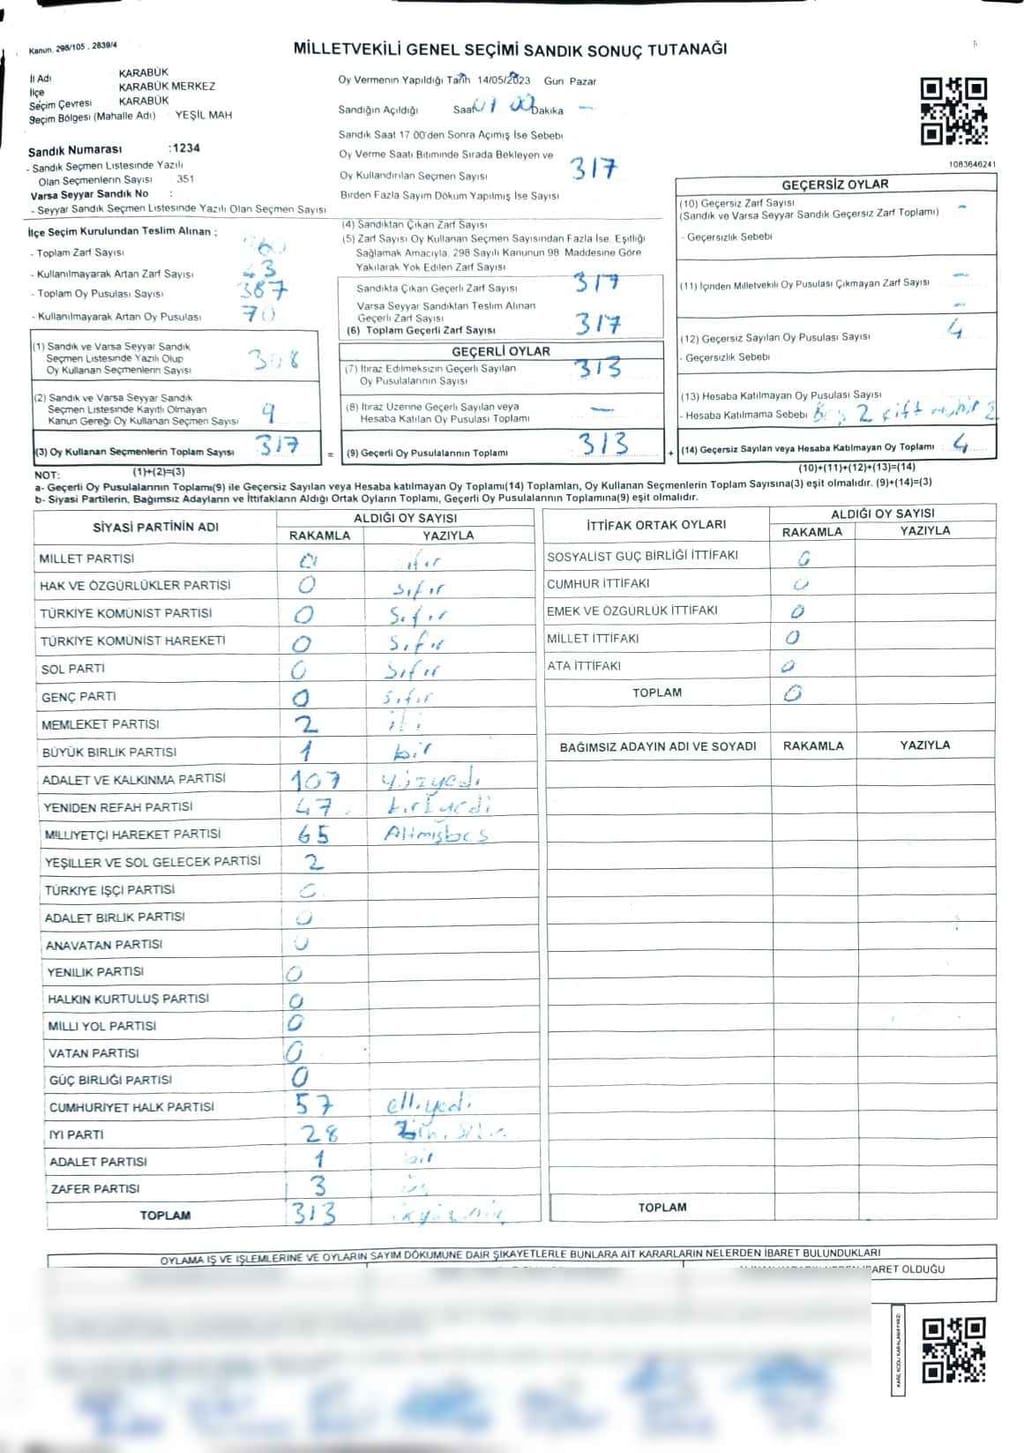 Kanun. 298/105 . 2839/4
MİLLETVEKİLİ GENEL SEÇİMİ SANDIK SONUÇ TUTANAĞI
İl Adı KARABÜK
İlçe KARABÜK MERKEZ
Seçim Çevresi KARABÜK
Seçim Bölgesi (Mahalle Adı) YEŞİL MAH
Sandık Numarası :1234
- Sandık Seçmen Listesinde Yazılı
Olan Seçmenlerin Sayısı 351
Varsa Seyyar Sandık No :
- Seyyar Sandık Seçmen Listesinde Yazılı Olan Seçmen Sayısı
Oy Vermenin Yapıldığı Tarih 14/05/2023 Gün Pazar
Sandığın Açıldığı Saat Dakika —
Sandık Saat 17 00'den Sonra Açımış İse Sebebi
Oy Verme Saati Bitiminde Sırada Bekleyen ve
Oy Kullandırılan Seçmen Sayısı 317
Birden Fazla Sayım Döküm Yapılmış İse Sayısı
1083646241
İlçe Seçim Kurulundan Teslim Alınan ;
- Toplam Zarf Sayısı
- Kullanılmayarak Artan Zarf Sayısı 43
- Toplam Oy Pusulası Sayısı 387
- Kullanılmayarak Artan Oy Pusulası 70
(1) Sandık ve Varsa Seyyar Sandık
Seçmen Listesinde Yazılı Olup
Oy Kullanan Seçmenlerin Sayısı 308
(2) Sandık ve Varsa Seyyar Sandık
Seçmen Listesinde Kayıtlı Olmayan
Kanun Gereği Oy Kullanan Seçmen Sayısı 9
(3) Oy Kullanan Seçmenlerin Toplam Sayısı 317
(4) Sandıktan Çıkan Zarf Sayısı
(5) Zarf Sayısı Oy Kullanan Seçmen Sayısından Fazla İse, Eşitliği
Sağlamak Amacıyla, 298 Sayılı Kanunun 98 Maddesine Göre
Yakılarak Yok Edilen Zarf Sayısı
Sandıkta Çıkan Geçerli Zarf Sayısı 317
Varsa Seyyar Sandıktan Teslim Alınan
Geçerli Zarf Sayısı
(6) Toplam Geçerli Zarf Sayısı 317
GEÇERLİ OYLAR
(7) İtiraz Edilmeksizin Geçerli Sayılan
Oy Pusulalarının Sayısı 313
(8) İtiraz Üzerine Geçerli Sayılan veya
Hesaba Katılan Oy Pusulası Toplamı —
= (9) Geçerli Oy Pusulalarının Toplamı 313
GEÇERSİZ OYLAR
(10) Geçersiz Zarf Sayısı
(Sandık ve Varsa Seyyar Sandık Geçersiz Zarf Toplamı) –
- Geçersizlik Sebebi
(11) İçinden Milletvekili Oy Pusulası Çıkmayan Zarf Sayısı –
–
(12) Geçersiz Sayılan Oy Pusulası Sayısı 4
- Geçersizlik Sebebi
(13) Hesaba Katılmayan Oy Pusulası Sayısı
- Hesaba Katılmama Sebebi 2 çift mühür 2
+ (14) Geçersiz Sayılan veya Hesaba Katılmayan Oy Toplamı 4
NOT: (1)+(2)=(3)
(10)+(11)+(12)+(13)=(14)
a- Geçerli Oy Pusulalarının Toplamı(9) ile Geçersiz Sayılan veya Hesaba katılmayan Oy Toplamı(14) Toplamları, Oy Kullanan Seçmenlerin Toplam Sayısına(3) eşit olmalıdır. (9)+(14)=(3)
b- Siyasi Partilerin, Bağımsız Adayların ve İttifakların Aldığı Ortak Oyların Toplamı, Geçerli Oy Pusulalarının Toplamına(9) eşit olmalıdır.
SİYASİ PARTİNİN ADI ALDIĞI OY SAYISI
RAKAMLA YAZIYLA
MİLLET PARTİSİ 0 sıfır
HAK VE ÖZGÜRLÜKLER PARTİSİ 0 sıfır
TÜRKİYE KOMÜNİST PARTİSİ 0 sıfır
TÜRKİYE KOMÜNİST HAREKETİ 0 sıfır
SOL PARTİ 0 sıfır
GENÇ PARTİ 0 sıfır
MEMLEKET PARTİSİ 2 iki
BÜYÜK BİRLİK PARTİSİ 1 bir
ADALET VE KALKINMA PARTİSİ 107 yüzyedi
YENİDEN REFAH PARTİSİ 47 kırkyedi
MİLLİYETÇİ HAREKET PARTİSİ 65 Altmışbeş
YEŞİLLER VE SOL GELECEK PARTİSİ 2
TÜRKİYE İŞÇİ PARTİSİ 0
ADALET BİRLİK PARTİSİ 0
ANAVATAN PARTİSİ 0
YENİLİK PARTİSİ 0
HALKIN KURTULUŞ PARTİSİ 0
MİLLİ YOL PARTİSİ 0
VATAN PARTİSİ 0
GÜÇ BİRLİĞİ PARTİSİ 0
CUMHURİYET HALK PARTİSİ 57 elliyedi
İYİ PARTİ 28
ADALET PARTİSİ 1 bir
ZAFER PARTİSİ 3 üç
TOPLAM 313
İTTİFAK ORTAK OYLARI ALDIĞI OY SAYISI
RAKAMLA YAZIYLA
SOSYALİST GÜÇ BİRLİĞİ İTTİFAKI 0
CUMHUR İTTİFAKI 0
EMEK VE ÖZGÜRLÜK İTTİFAKI 0
MİLLET İTTİFAKI 0
ATA İTTİFAKI 0
TOPLAM 0
BAĞIMSIZ ADAYIN ADI VE SOYADI RAKAMLA YAZIYLA
TOPLAM
OYLAMA İŞ VE İŞLEMLERİNE VE OYLARIN SAYIM DÖKÜMÜNE DAİR ŞİKAYETLERLE BUNLARA AİT KARARLARIN NELERDEN İBARET BULUNDUKLARI
İBARET OLDUĞU